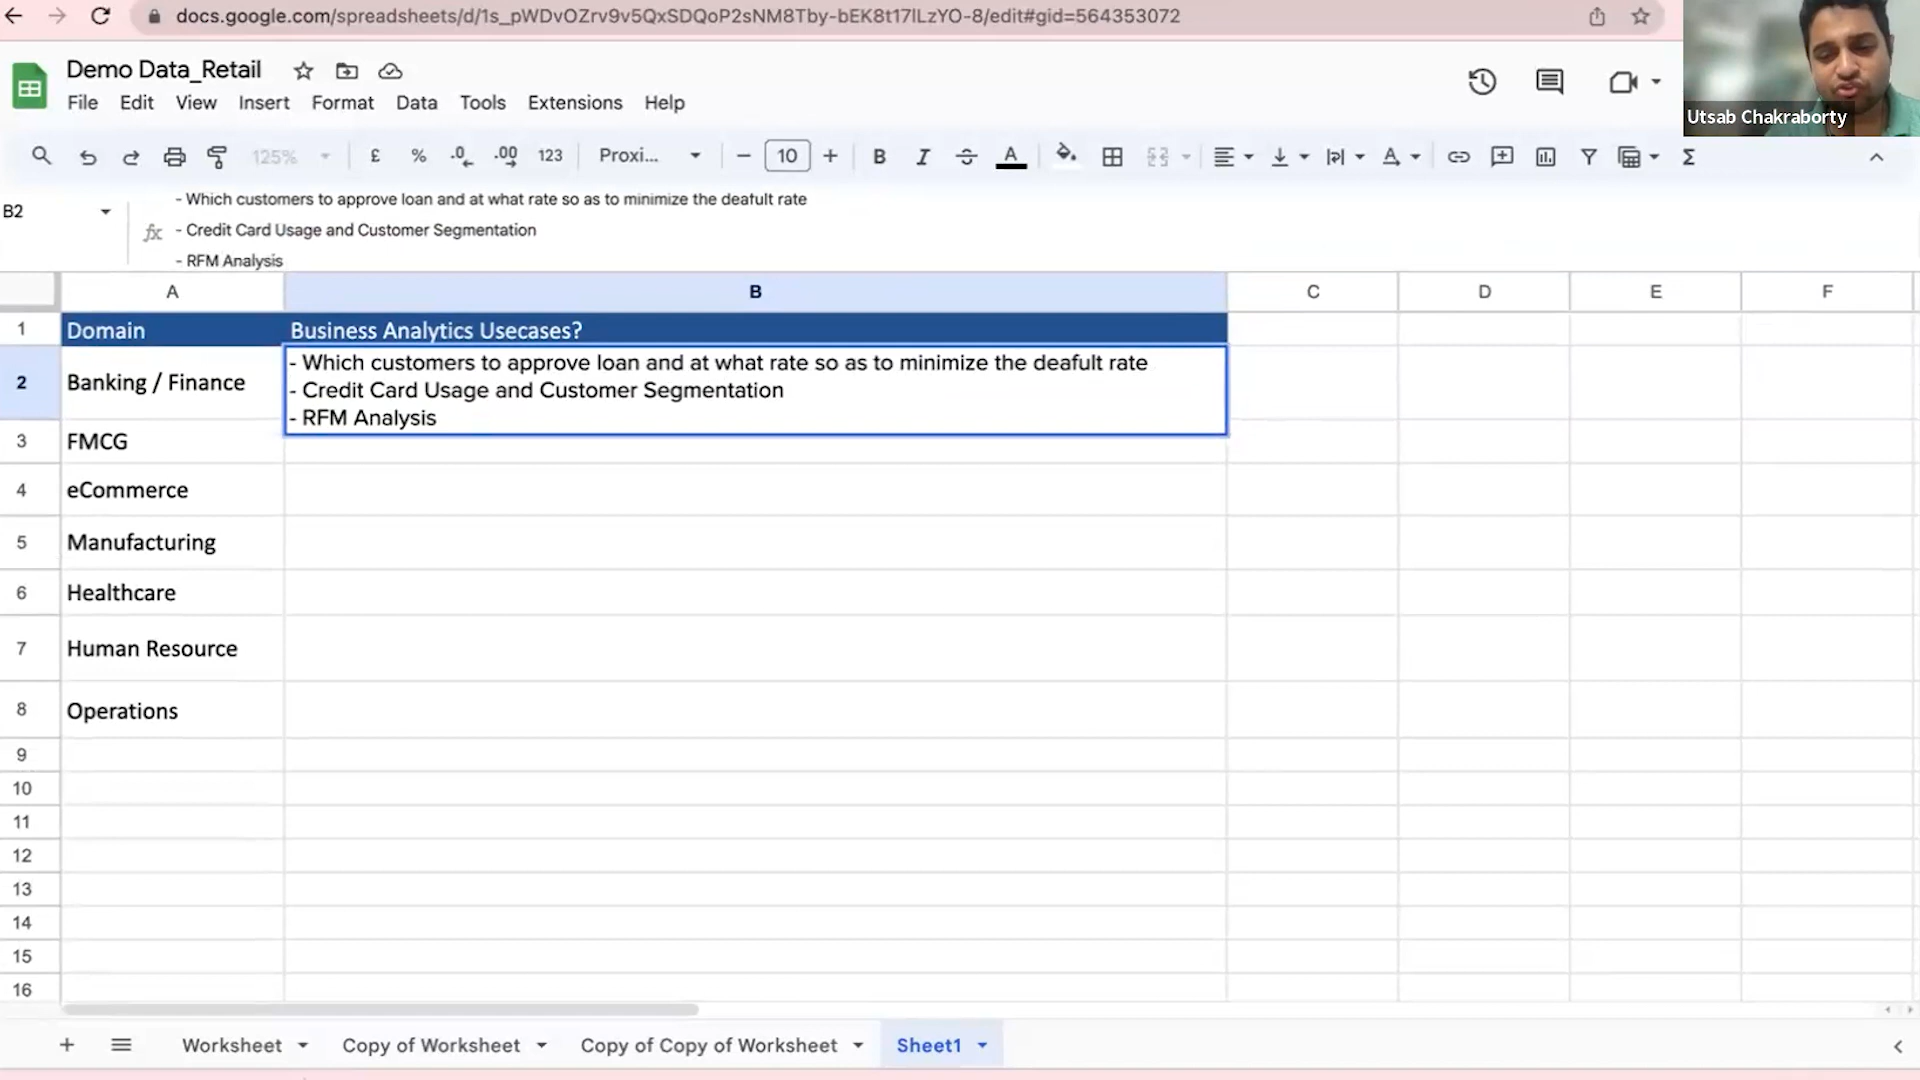 docs.google.com/spreadsheets/d/1s_pWDvOZrv9v5QxSDQoP2sNM8Tby-bEK8t17lLzYO-8/edit#gid=564353072
Demo Data_Retail
File Edit View Insert Format Data Tools Extensions Help
Utsab Chakraborty
125% £ % .0 .00 123 Proxi... 10 B I A
B2
- Which customers to approve loan and at what rate so as to minimize the deafult rate
fx - Credit Card Usage and Customer Segmentation
- RFM Analysis
A B C D E F
1 Domain Business Analytics Usecases?
2 Banking / Finance
- Which customers to approve loan and at what rate so as to minimize the deafult rate
- Credit Card Usage and Customer Segmentation
- RFM Analysis
3 FMCG
4 eCommerce
5 Manufacturing
6 Healthcare
7 Human Resource
8 Operations
9
10
11
12
13
14
15
16
Worksheet Copy of Worksheet Copy of Copy of Worksheet Sheet1